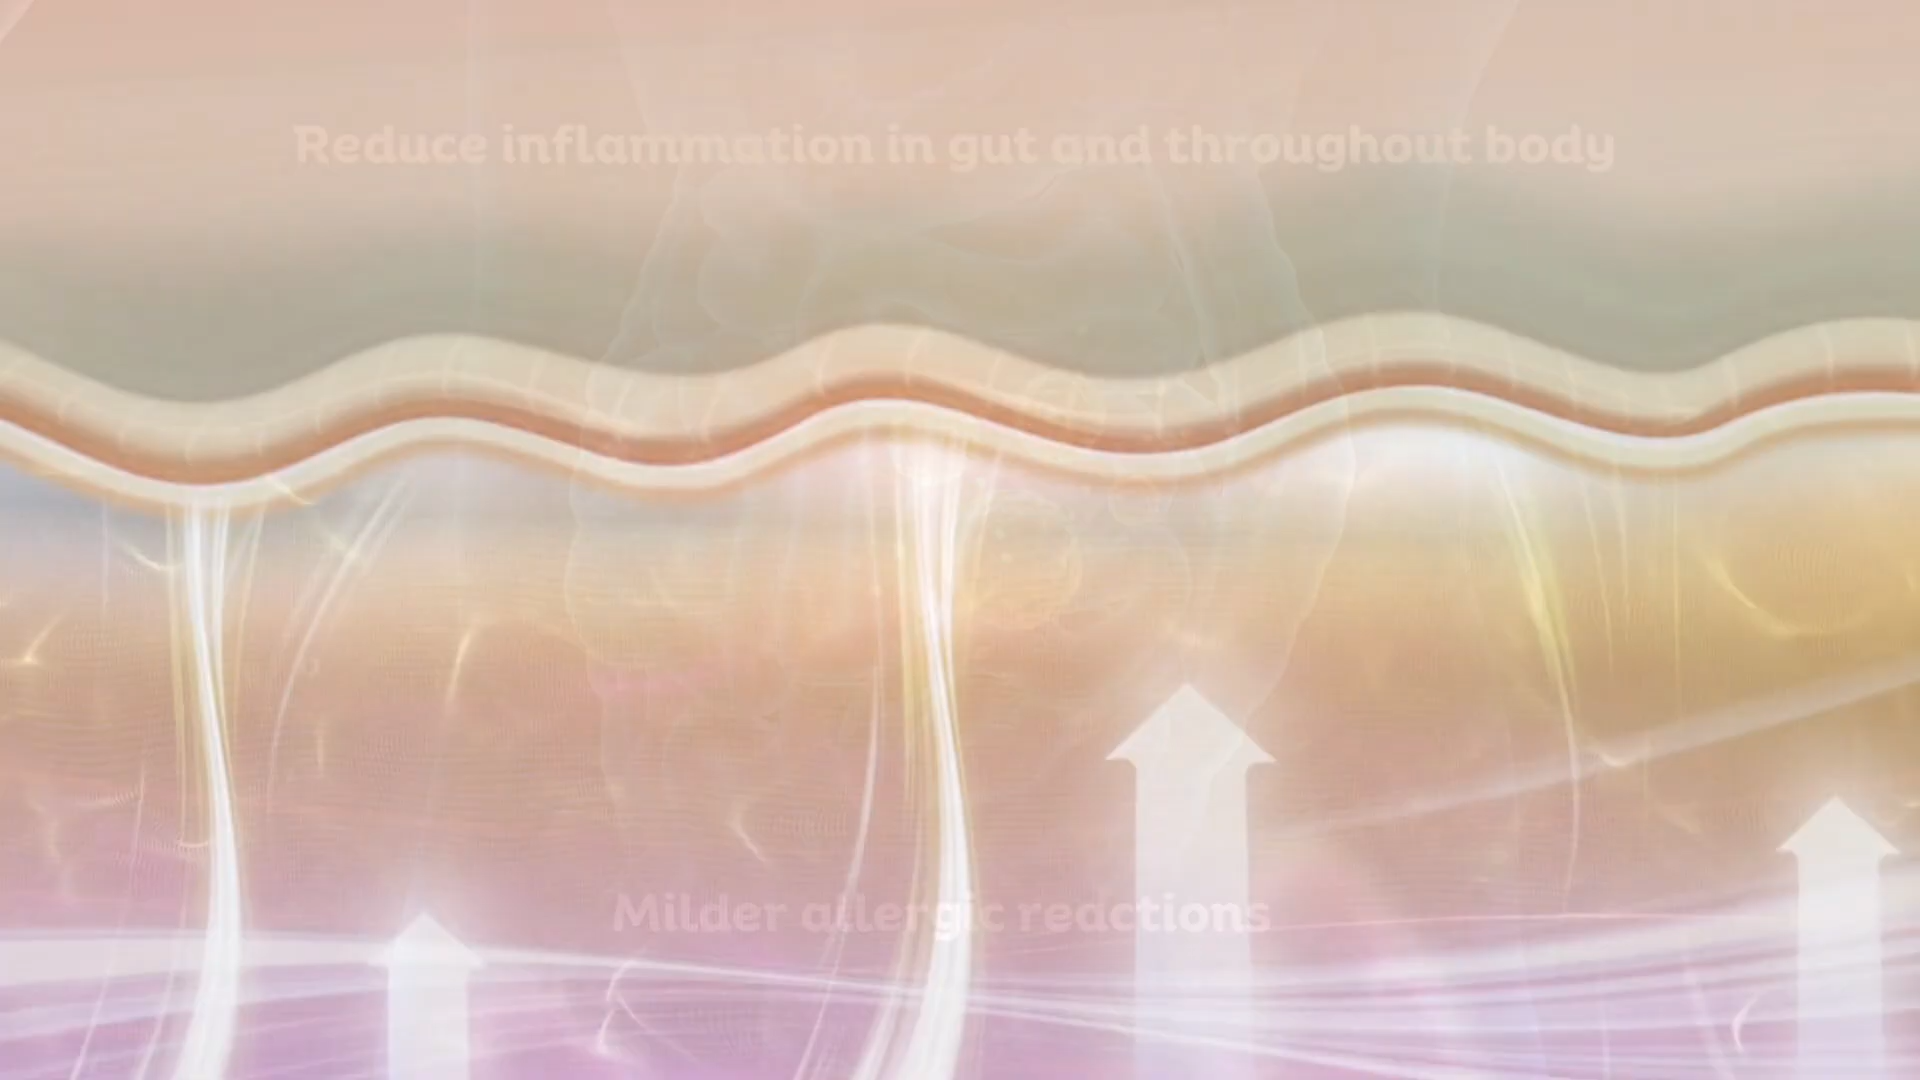 Reduce inflammation in gut and throughout body
Milder allergic reactions